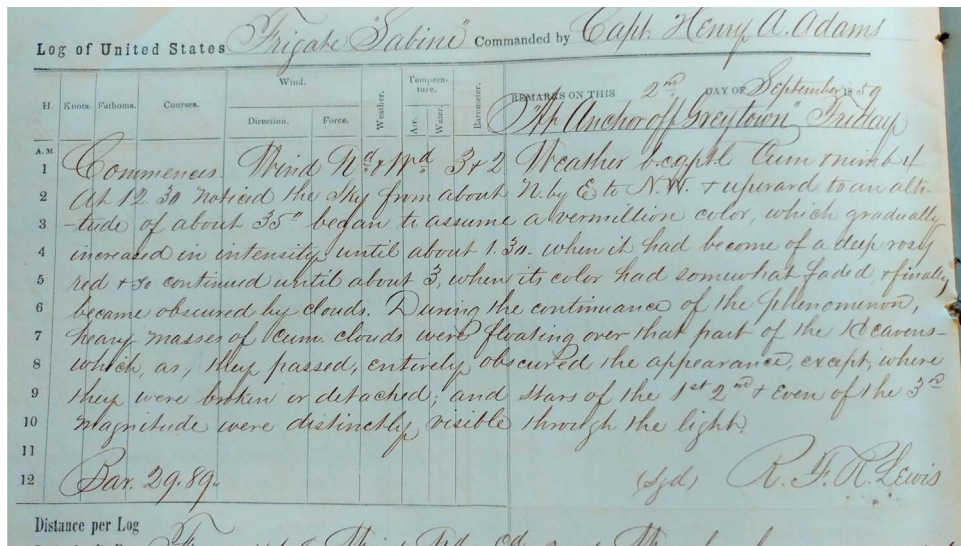 Log of United States Frigate "Sabine" Commanded by Capt. Henry A. Adams
H. Knots. Fathoms. Courses. Wind. Direction. Force. Weather. Tempera-ture. Air. Water. Barometer.
REMARKS ON THIS 2nd DAY OF September 1859
"At Anchor off Greytown" Friday
A.M.
1 Commences. Wind Nd & Wd 3 & 2 Weather b.c.q.p.t.l. Cum & nimb 4
2 At 12.30 noticed the sky from about N. by E to N.W. & upward to an alti-
3 -tude of about 35° began to assume a vermillion color, which gradually
4 increased in intensity until about 1.30. when it had become of a deep rosy
5 red & so continued until about 3, when its color had somewhat faded, & finally
6 became obscured by clouds. During the continuance of the phenomenon,
7 heavy masses of cum. clouds were floating over that part of the Heavens-
8 which, as, they passed, entirely obscured the appearance, except, where
9 they were broken or detached; and stars of the 1st 2nd & even of the 3rd
10 magnitude were distinctly, visible through the light.
11
12 Bar. 29.89. (Sgd) R. F. R. Lewis
Distance per Log